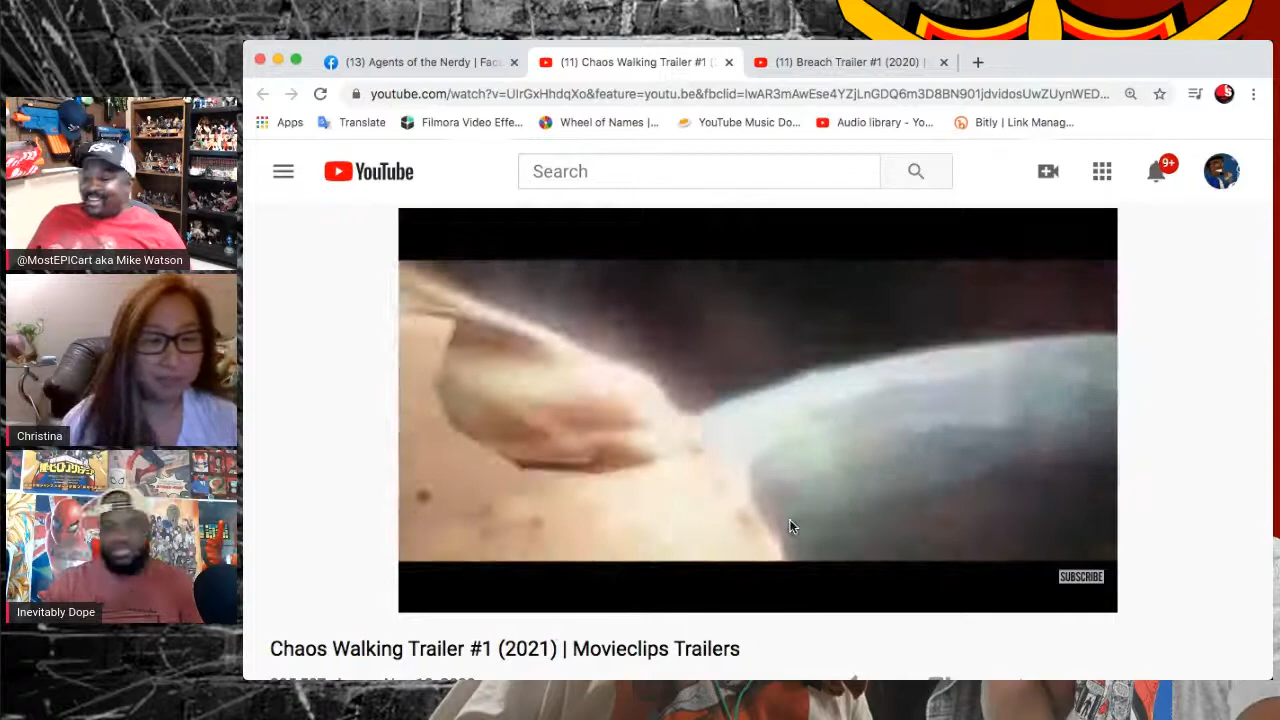 (13) Agents of the Nerdy | Fac
(11) Chaos Walking Trailer #1 (
(11) Breach Trailer #1 (2020) |
youtube.com/watch?v=UIrGxHhdqXo&feature=youtu.be&fbclid=IwAR3mAwEse4YZjLnGDQ6m3D8BN901jdvidosUwZUynWED...
Apps
Translate
Filmora Video Effe...
Wheel of Names |...
YouTube Music Do...
Audio library - Yo...
Bitly | Link Manag...
YouTube
Search
9+
@MostEPICart aka Mike Watson
Christina
Inevitably Dope
SUBSCRIBE
Chaos Walking Trailer #1 (2021) | Movieclips Trailers